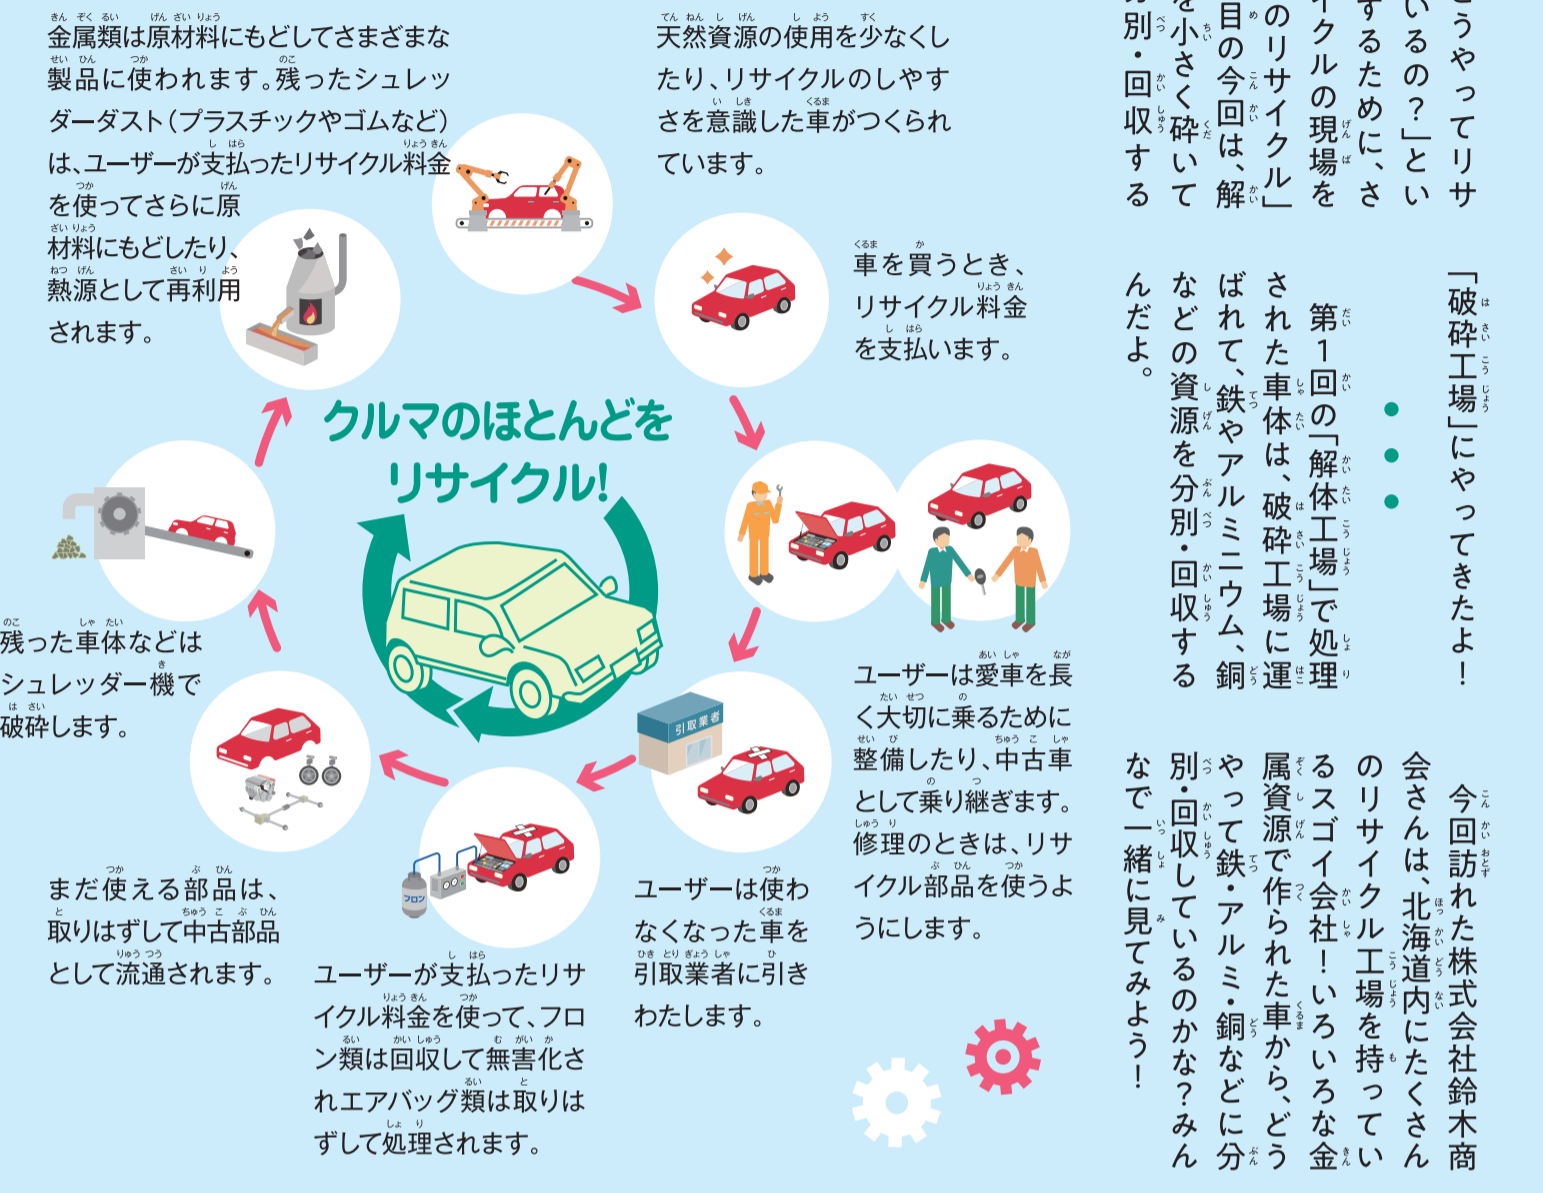 うやってリサ
いるの？」とい
するために、さ
イクルの現場を
のリサイクル」
目の今回は、解
を小さく砕いて
別・回収する
「破砕工場」にやってきたよ！
第1回の「解体工場」で処理
された車体は、破砕工場に運
ばれて、鉄やアルミニウム、銅
などの資源を分別・回収する
んだよ。
今回訪れた株式会社鈴木商
会さんは、北海道内にたくさん
のリサイクル工場を持ってい
るスゴイ会社！いろいろな金
属資源で作られた車から、どう
やって鉄・アルミ・銅などに分
別・回収しているのかな？みん
なで一緒に見てみよう！
クルマのほとんどを
リサイクル!
天然資源の使用を少なくし
たり、リサイクルのしやす
さを意識した車がつくられ
ています。
車を買うとき、
リサイクル料金
を支払います。
ユーザーは愛車を長
く大切に乗るために
整備したり、中古車
として乗り継ぎます。
修理のときは、リサ
イクル部品を使うよ
うにします。
引取業者
ユーザーは使わ
なくなった車を
引取業者に引き
わたします。
フロン
ユーザーが支払ったリサ
イクル料金を使って、フロ
ン類は回収して無害化さ
れエアバッグ類は取りは
ずして処理されます。
まだ使える部品は、
取りはずして中古部品
として流通されます。
残った車体などは
シュレッダー機で
破砕します。
金属類は原材料にもどしてさまざまな
製品に使われます。残ったシュレッ
ダーダスト（プラスチックやゴムなど）
は、ユーザーが支払ったリサイクル料金
を使ってさらに原
材料にもどしたり、
熱源として再利用
されます。